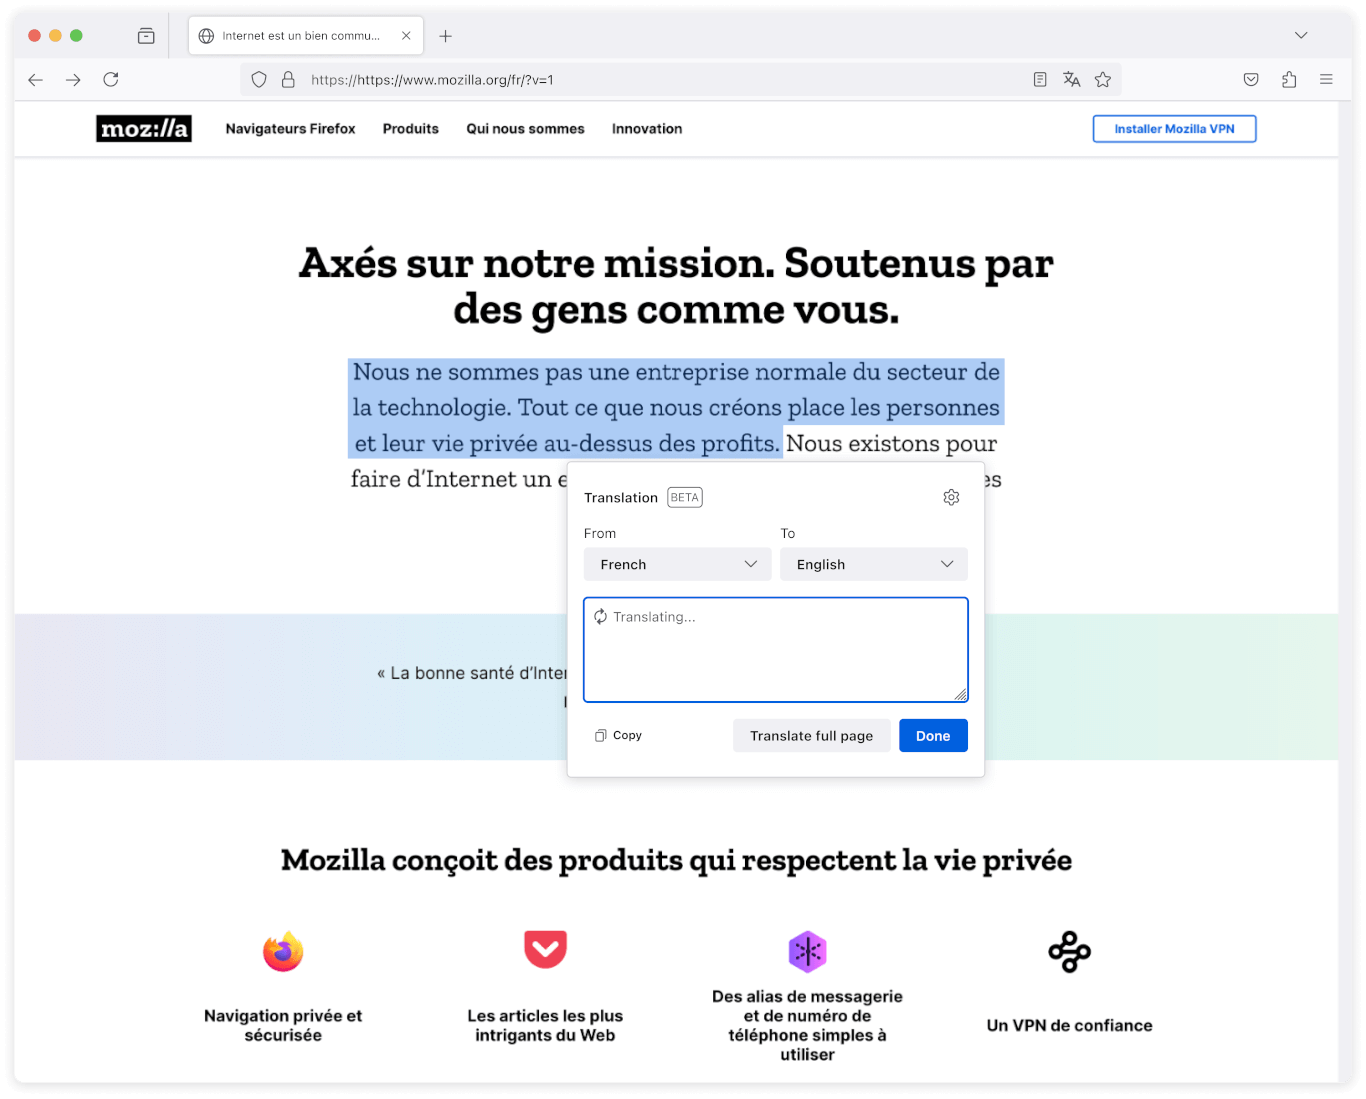 Internet est un bien commu...
https://https://www.mozilla.org/fr/?v=1
moz://a
Navigateurs Firefox
Produits
Qui nous sommes
Innovation
Installer Mozilla VPN
Axés sur notre mission. Soutenus par
des gens comme vous.
Nous ne sommes pas une entreprise normale du secteur de
la technologie. Tout ce que nous créons place les personnes
et leur vie privée au-dessus des profits. Nous existons pour
faire d’Internet un e
es
Translation BETA
From
To
French
English
Translating...
Copy
Translate full page
Done
« La bonne santé d’Inter
Mozilla conçoit des produits qui respectent la vie privée
Navigation privée et
sécurisée
Les articles les plus
intrigants du Web
Des alias de messagerie
et de numéro de
téléphone simples à
utiliser
Un VPN de confiance